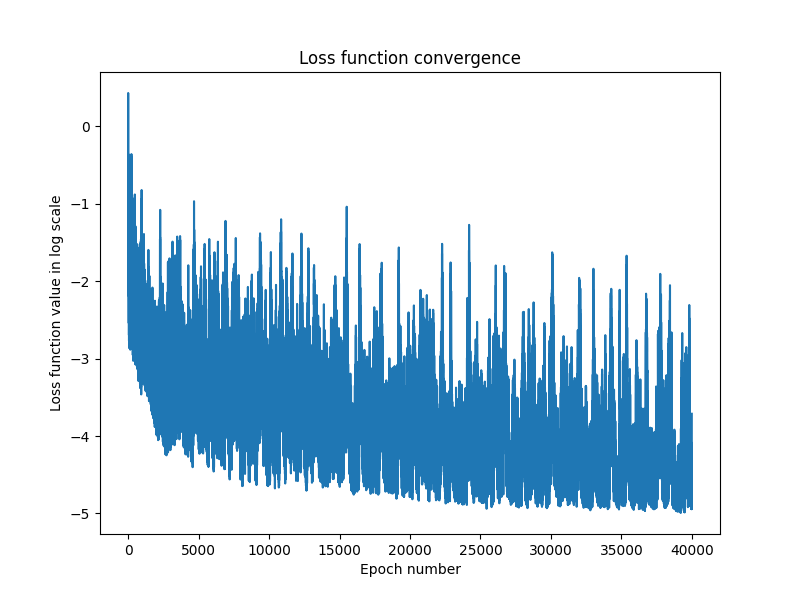 Loss function convergence
Loss function value in log scale
0
−1
−2
−3
−4
−5
0 5000 10000 15000 20000 25000 30000 35000 40000
Epoch number